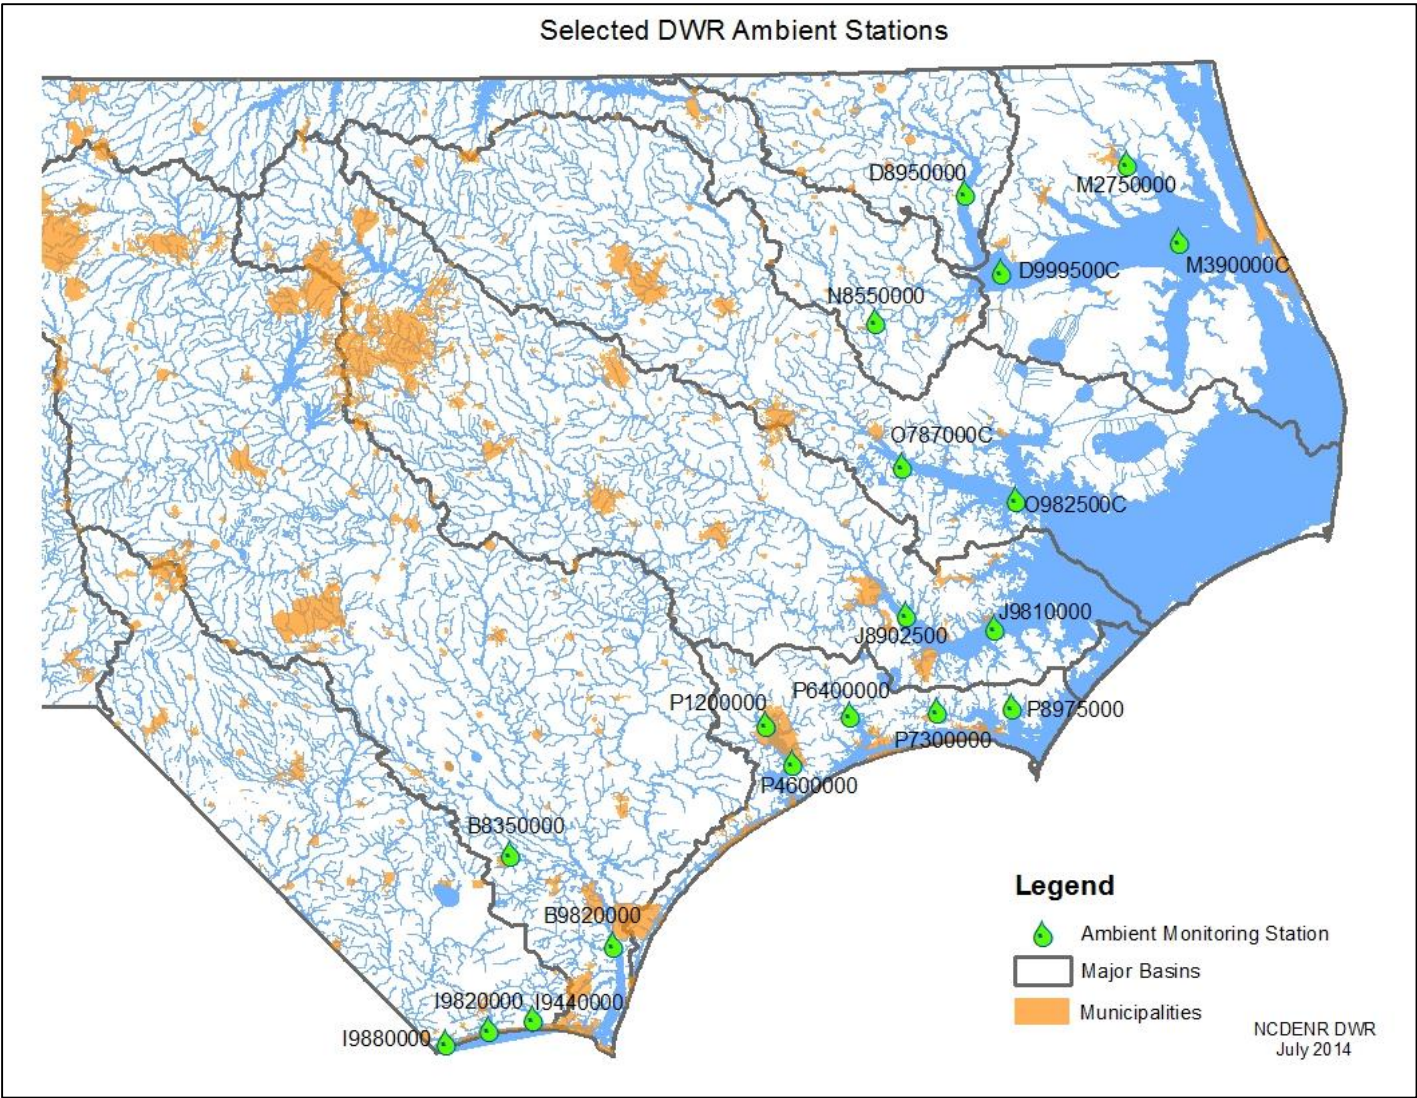 Selected DWR Ambient Stations
D8950000
M2750000
M390000C
D999500C
N8550000
O787000C
O982500C
J9810000
J8902500
P6400000
P1200000
P8975000
P7300000
P4600000
B8350000
B9820000
I9820000
I9440000
I9880000
Legend
Ambient Monitoring Station
Major Basins
Municipalities
NCDENR DWR
July 2014